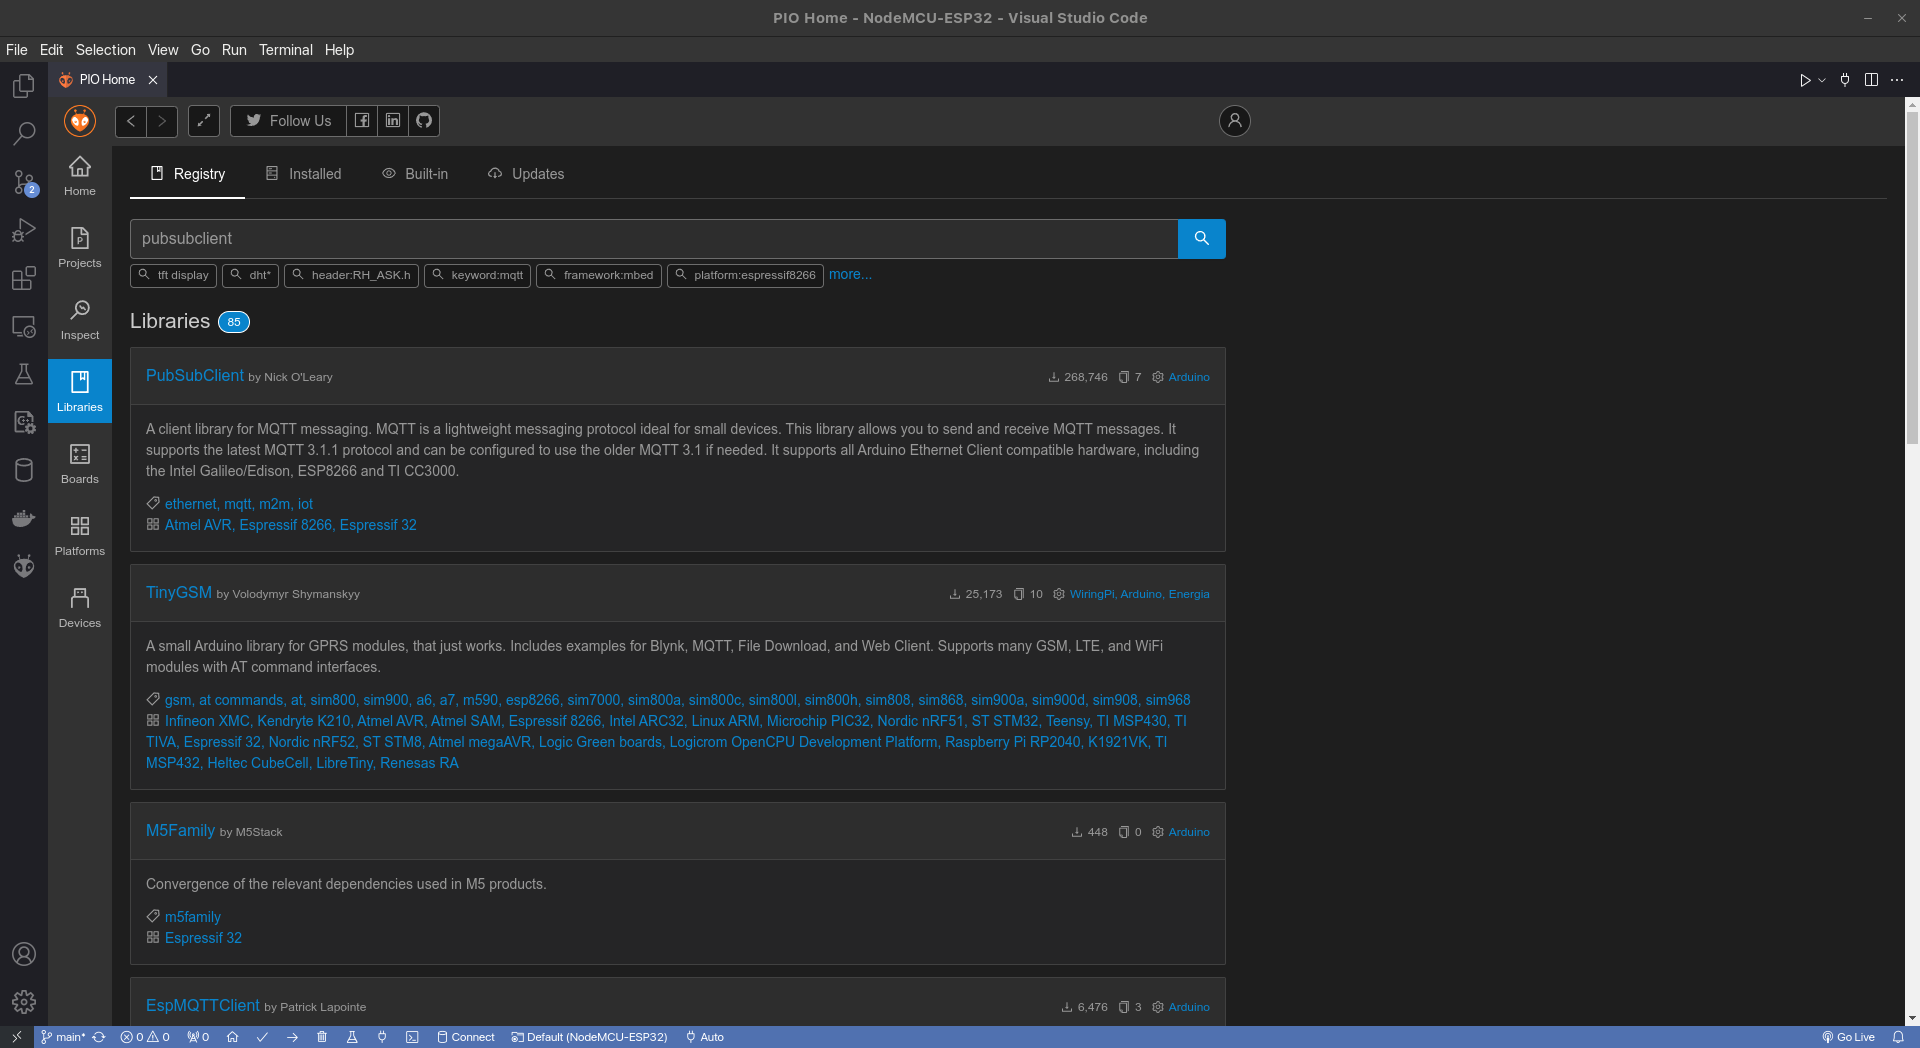 PIO Home - NodeMCU-ESP32 - Visual Studio Code
File Edit Selection View Go Run Terminal Help
PIO Home
Follow Us
Registry Installed Built-in Updates
pubsubclient
tft display dht* header:RH_ASK.h keyword:mqtt framework:mbed platform:espressif8266 more...
Libraries 85
PubSubClient by Nick O'Leary 268,746 7 Arduino
A client library for MQTT messaging. MQTT is a lightweight messaging protocol ideal for small devices. This library allows you to send and receive MQTT messages. It
supports the latest MQTT 3.1.1 protocol and can be configured to use the older MQTT 3.1 if needed. It supports all Arduino Ethernet Client compatible hardware, including
the Intel Galileo/Edison, ESP8266 and TI CC3000.
ethernet, mqtt, m2m, iot
Atmel AVR, Espressif 8266, Espressif 32
TinyGSM by Volodymyr Shymanskyy 25,173 10 WiringPi, Arduino, Energia
A small Arduino library for GPRS modules, that just works. Includes examples for Blynk, MQTT, File Download, and Web Client. Supports many GSM, LTE, and WiFi
modules with AT command interfaces.
gsm, at commands, at, sim800, sim900, a6, a7, m590, esp8266, sim7000, sim800a, sim800c, sim800l, sim800h, sim808, sim868, sim900a, sim900d, sim908, sim968
Infineon XMC, Kendryte K210, Atmel AVR, Atmel SAM, Espressif 8266, Intel ARC32, Linux ARM, Microchip PIC32, Nordic nRF51, ST STM32, Teensy, TI MSP430, TI
TIVA, Espressif 32, Nordic nRF52, ST STM8, Atmel megaAVR, Logic Green boards, Logicrom OpenCPU Development Platform, Raspberry Pi RP2040, K1921VK, TI
MSP432, Heltec CubeCell, LibreTiny, Renesas RA
M5Family by M5Stack 448 0 Arduino
Convergence of the relevant dependencies used in M5 products.
m5family
Espressif 32
EspMQTTClient by Patrick Lapointe 6,476 3 Arduino
2
Home
Projects
Inspect
Libraries
Boards
Platforms
Devices
main* 0 0 0 Connect Default (NodeMCU-ESP32) Auto Go Live